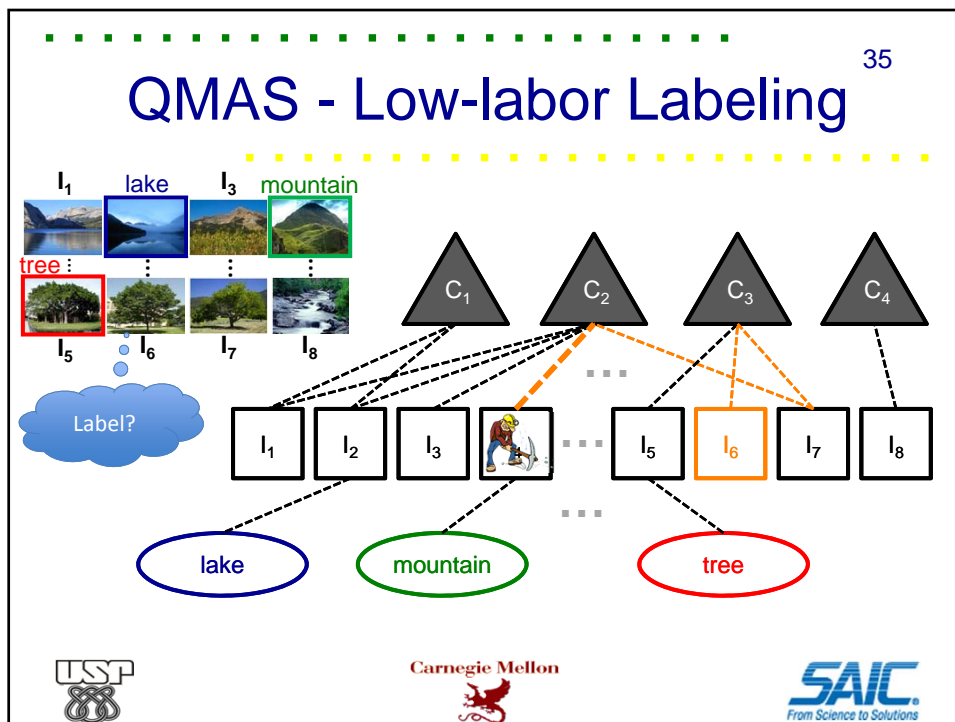 35
QMAS - Low-labor Labeling
I1 lake I3 mountain
tree
I5 I6 I7 I8
Label?
C1 C2 C3 C4
...
I1 I2 I3 ... I5 I6 I7 I8
...
lake mountain tree
USP
Carnegie Mellon
SAIC®
From Science to Solutions